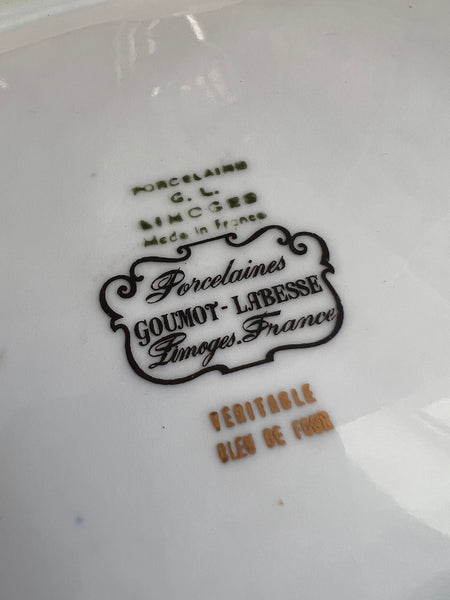 PORCELAINE
G. L.
LIMOGES
Made in France
Porcelaines
GOUMOT-LABESSE
Limoges. France
VERITABLE
BLEU DE FOUR